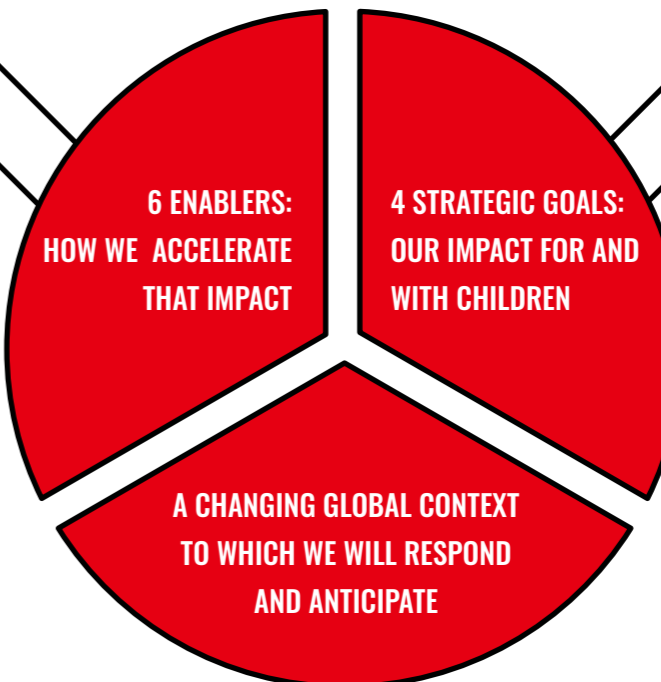 6 ENABLERS:
HOW WE ACCELERATE
THAT IMPACT
4 STRATEGIC GOALS:
OUR IMPACT FOR AND
WITH CHILDREN
A CHANGING GLOBAL CONTEXT
TO WHICH WE WILL RESPOND
AND ANTICIPATE